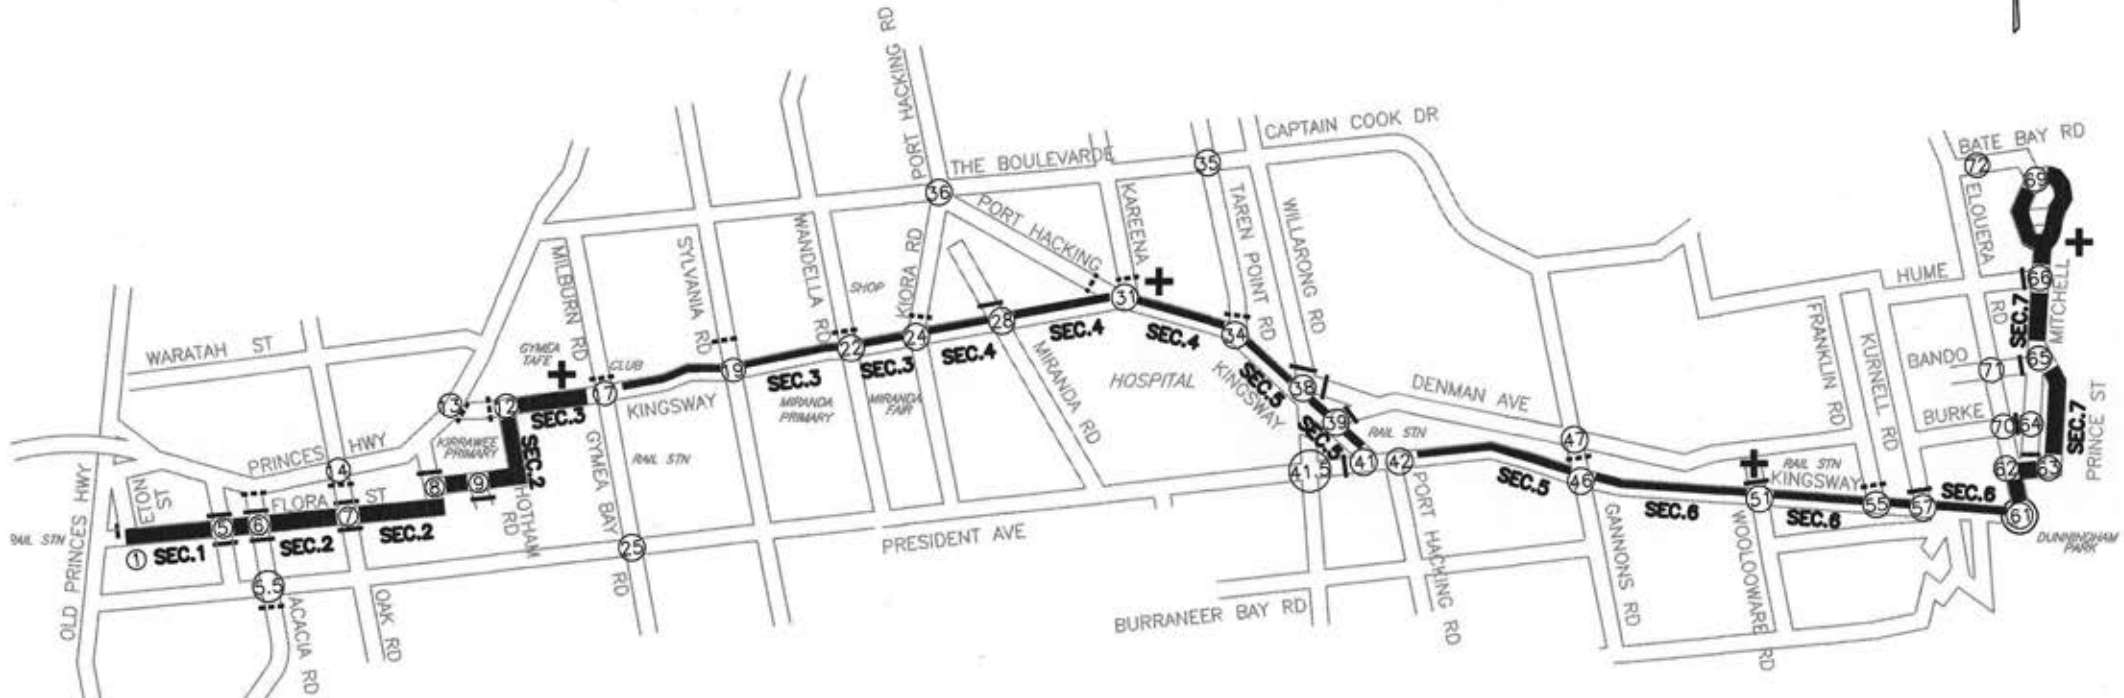 PORT HACKING RD
CAPTAIN COOK DR
BATE BAY RD
THE BOULEVARDE
35
72
69
36
PORT HACKING
KAREENA
TAREN POINT RD
WILLARONG RD
ELOUERA RD
MILBURN RD
SYLVANIA RD
WANDELLA RD
SHOP
KIORA RD
HUME
66
MITCHELL
SEC.7
31
34
28
24
22
19
17
SEC.4
SEC.4
SEC.4
SEC.3
SEC.3
SEC.3
WARATAH ST
GYMEA
TAFE
CLUB
KINGSWAY
MIRANDA
PRIMARY
MIRANDA
FAIR
MIRANDA RD
HOSPITAL
KINGSWAY
SEC.5
38
39
SEC.5
41
41.5
42
RAIL STN
DENMAN AVE
FRANKLIN RD
KURNELL RD
BANDO
71
65
BURKE
70
64
62
63
SEC.7
PRINCE ST
13
12
PRINCES HWY
KIRRAWEE
PRIMARY
14
SEC.2
GYMEA BAY RD
RAIL STN
47
46
SEC.5
SEC.6
51
RAIL STN
KINGSWAY
SEC.6
55
57
SEC.6
61
DUNNINGHAM
PARK
OLD PRINCES HWY
ETON ST
FLORA ST
8
9
HOTHAM RD
5
6
7
RAIL STN
1
SEC.1
SEC.2
SEC.2
5.5
25
PRESIDENT AVE
ACACIA RD
OAK RD
BURRANEER BAY RD
PORT HACKING RD
GANNONS RD
WOOLOOWARE RD